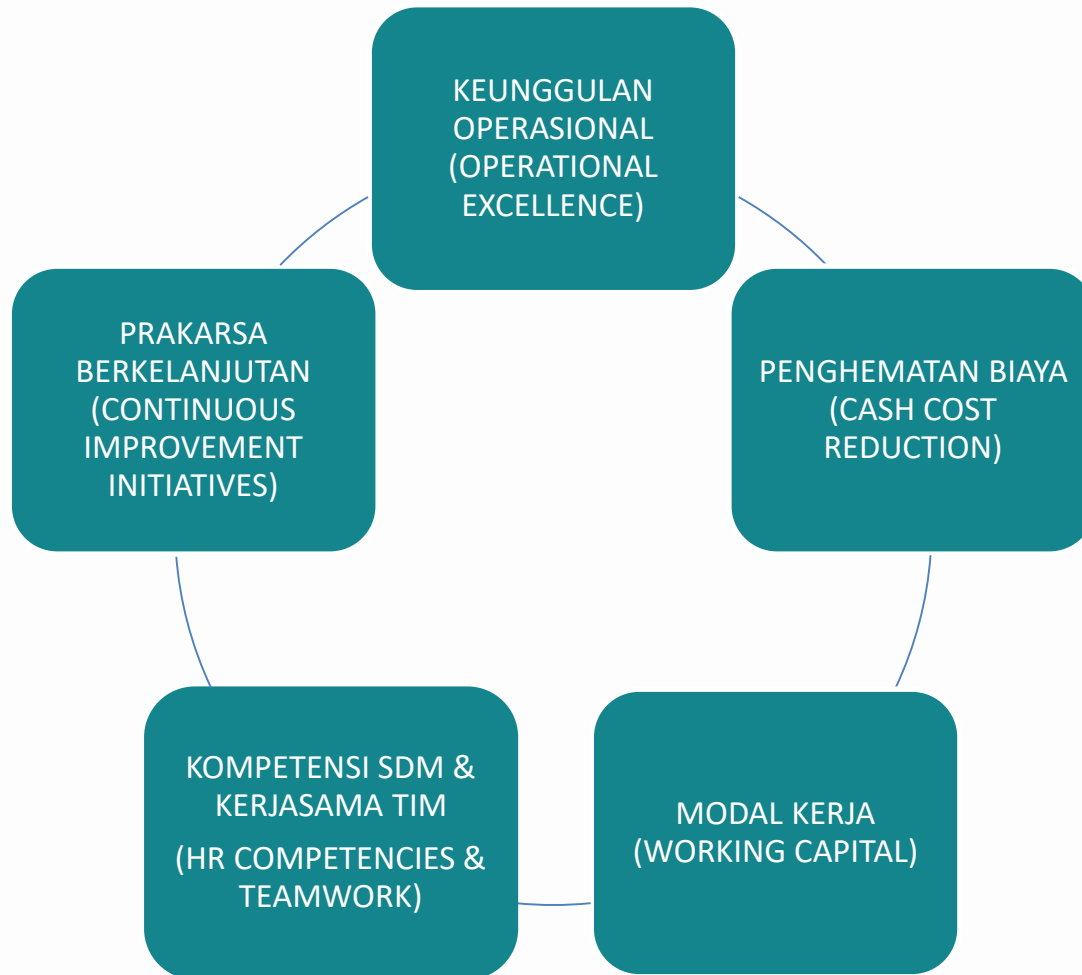 KEUNGGULAN
OPERASIONAL
(OPERATIONAL
EXCELLENCE)
PENGHEMATAN BIAYA
(CASH COST
REDUCTION)
MODAL KERJA
(WORKING CAPITAL)
KOMPETENSI SDM &
KERJASAMA TIM
(HR COMPETENCIES &
TEAMWORK)
PRAKARSA
BERKELANJUTAN
(CONTINUOUS
IMPROVEMENT
INITIATIVES)